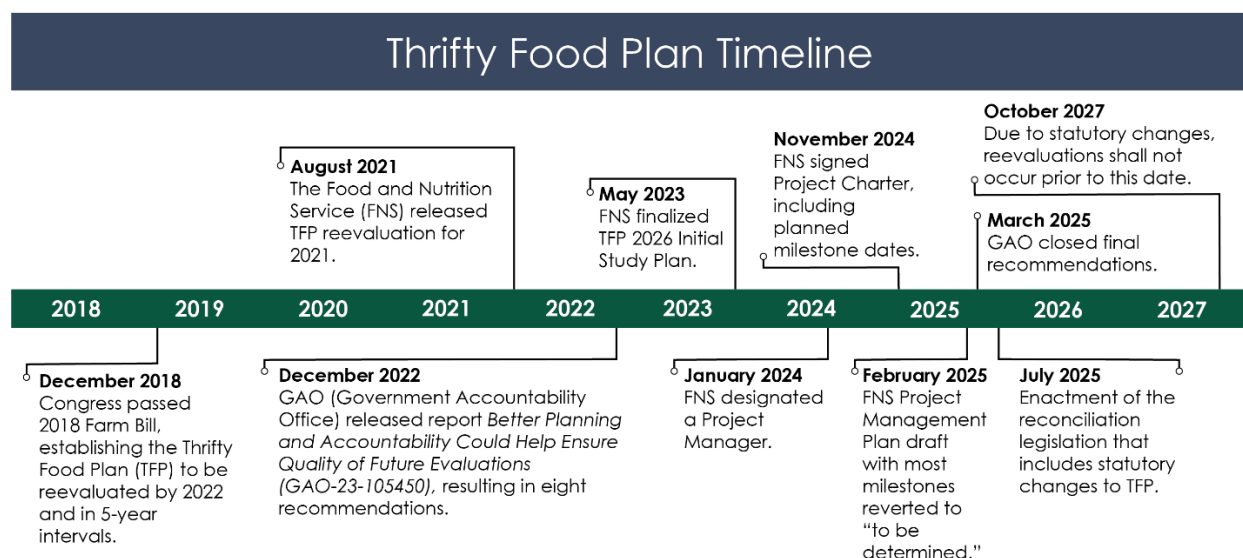 Thrifty Food Plan Timeline
August 2021
The Food and Nutrition
Service (FNS) released
TFP reevaluation for
2021.
May 2023
FNS finalized
TFP 2026 Initial
Study Plan.
November 2024
FNS signed
Project Charter,
including
planned
milestone dates.
October 2027
Due to statutory changes,
reevaluations shall not
occur prior to this date.
March 2025
GAO closed final
recommendations.
2018 2019 2020 2021 2022 2023 2024 2025 2026 2027
December 2018
Congress passed
2018 Farm Bill,
establishing the Thrifty
Food Plan (TFP) to be
reevaluated by 2022
and in 5-year
intervals.
December 2022
GAO (Government Accountability
Office) released report Better Planning
and Accountability Could Help Ensure
Quality of Future Evaluations
(GAO-23-105450), resulting in eight
recommendations.
January 2024
FNS designated
a Project
Manager.
February 2025
FNS Project
Management
Plan draft
with most
milestones
reverted to
“to be
determined.”
July 2025
Enactment of the
reconciliation
legislation that
includes statutory
changes to TFP.